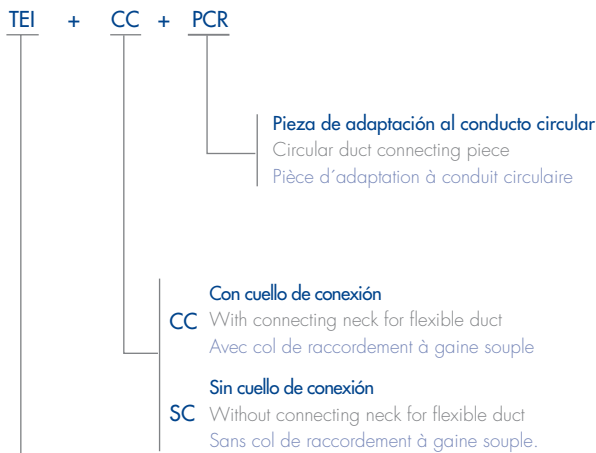 TEI + CC + PCR
Pieza de adaptación al conducto circular
Circular duct connecting piece
Pièce d´adaptation à conduit circulaire
Con cuello de conexión
CC With connecting neck for flexible duct
Avec col de raccordement à gaine souple
Sin cuello de conexión
SC Without connecting neck for flexible duct
Sans col de raccordement à gaine souple.